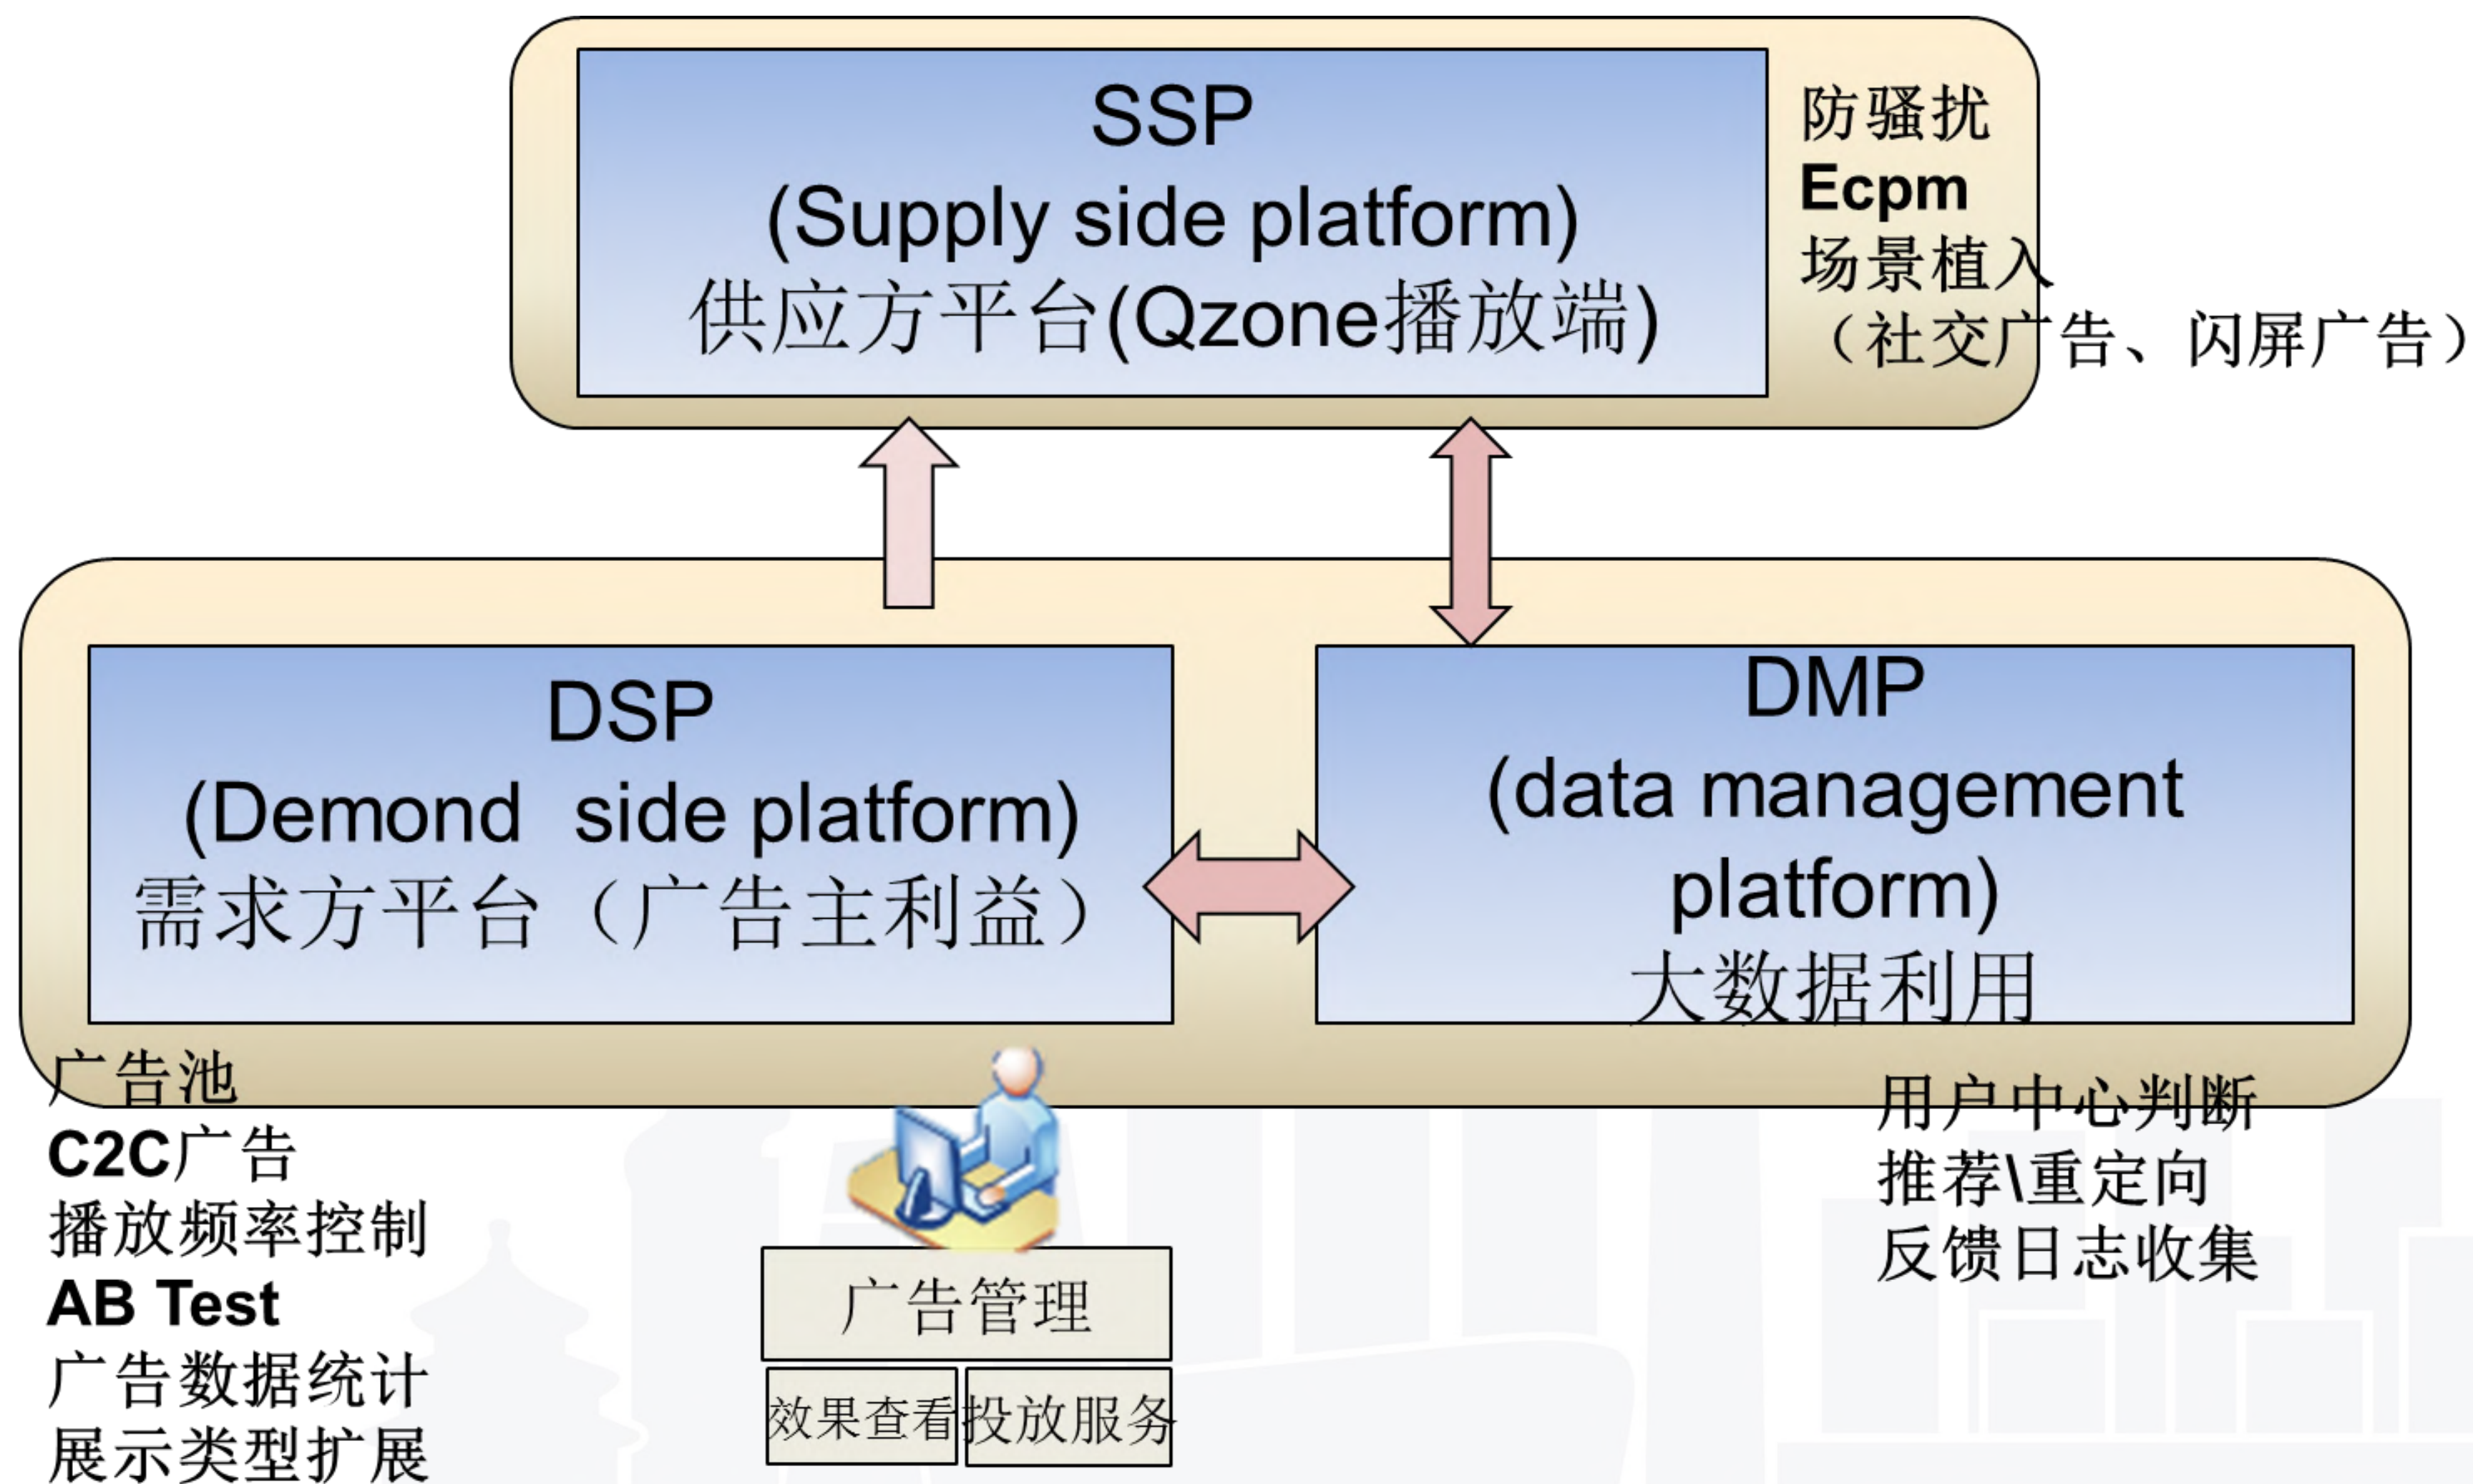 SSP
(Supply side platform)
供应方平台(Qzone播放端)
防骚扰
Ecpm
场景植入
（社交广告、闪屏广告）
DSP
(Demond side platform)
需求方平台（广告主利益）
DMP
(data management
platform)
大数据利用
广告池
C2C广告
播放频率控制
AB Test
广告数据统计
展示类型扩展
广告管理
效果查看
投放服务
用户中心判断
推荐\重定向
反馈日志收集